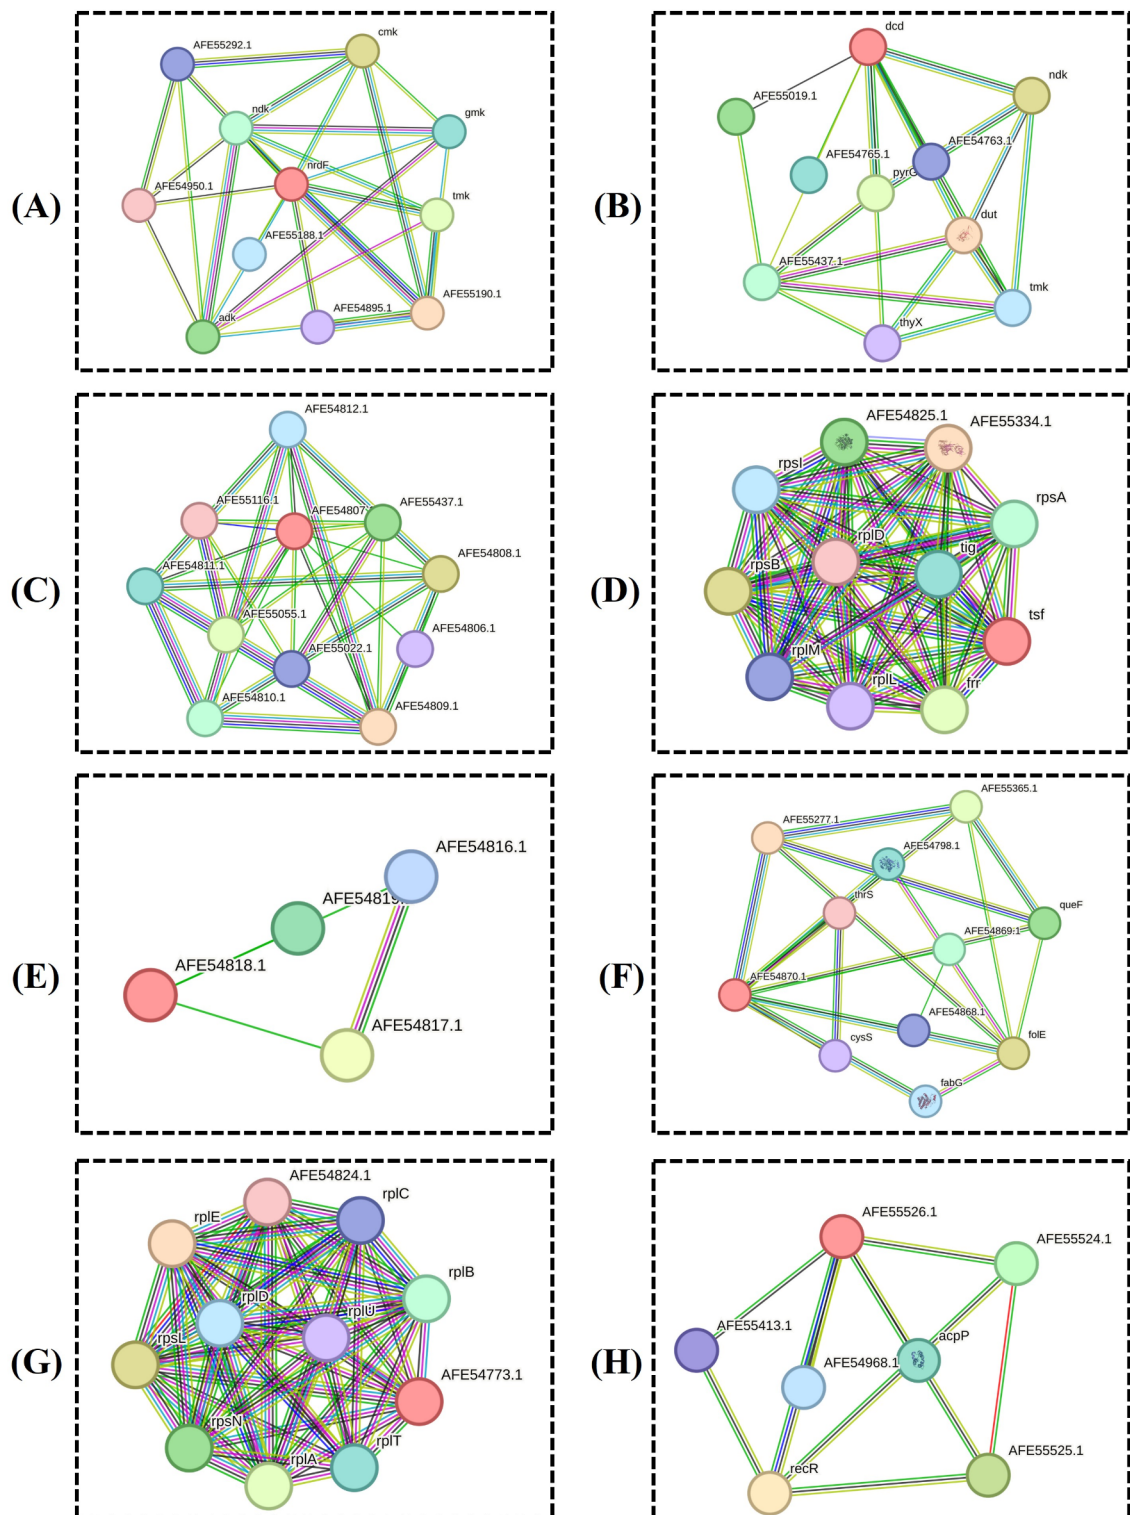 (A)
AFE55292.1
cmk
ndk
gmk
nrdF
AFE54950.1
tmk
AFE55188.1
AFE55190.1
AFE54895.1
adk
(B)
dcd
ndk
AFE55019.1
AFE54763.1
AFE54765.1
pyrG
dut
AFE55437.1
tmk
thyX
(C)
AFE54812.1
AFE55116.1
AFE54807
AFE55437.1
AFE54808.1
AFE54811.1
AFE55055.1
AFE54806.1
AFE55022.1
AFE54810.1
AFE54809.1
(D)
AFE54825.1
AFE55334.1
rpsI
rpsA
rplD
tig
rpsB
tsf
rplM
rplL
frr
(E)
AFE54816.1
AFE54819.
AFE54818.1
AFE54817.1
(F)
AFE55365.1
AFE55277.1
AFE54798.1
thrS
queF
AFE54869.1
AFE54870.1
AFE54868.1
cysS
folE
fabG
(G)
AFE54824.1
rplC
rplE
rplB
rplD
rplU
rpsL
AFE54773.1
rpsN
rplT
rplA
(H)
AFE55526.1
AFE55524.1
AFE55413.1
acpP
AFE54968.1
AFE55525.1
recR